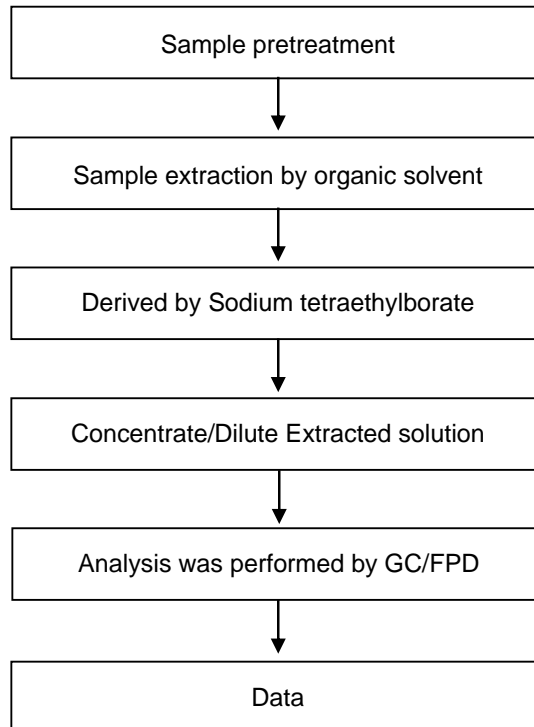 Sample pretreatment
Sample extraction by organic solvent
Derived by Sodium tetraethylborate
Concentrate/Dilute Extracted solution
Analysis was performed by GC/FPD
Data